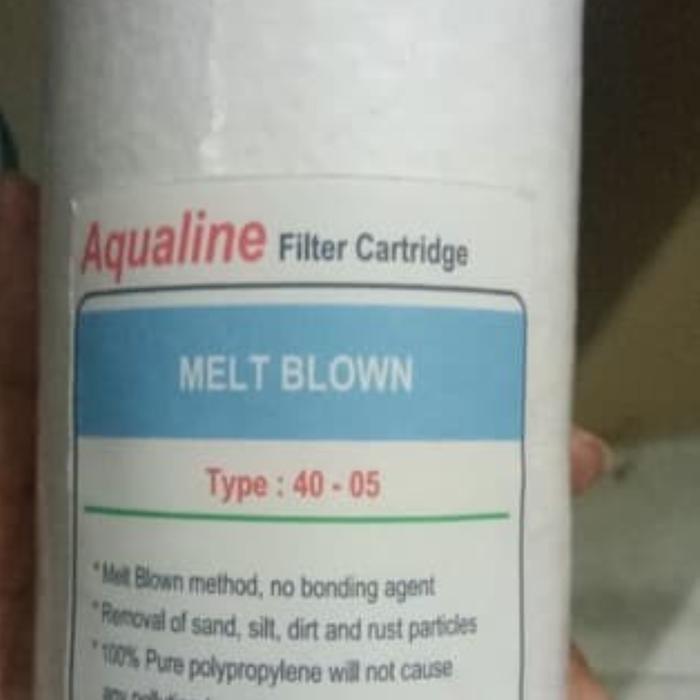 Aqualine Filter Cartridge
MELT BLOWN
Type : 40 - 05
*Melt Blown method, no bonding agent
*Removal of sand, silt, dirt and rust particles
*100% Pure polypropylene will not cause
any